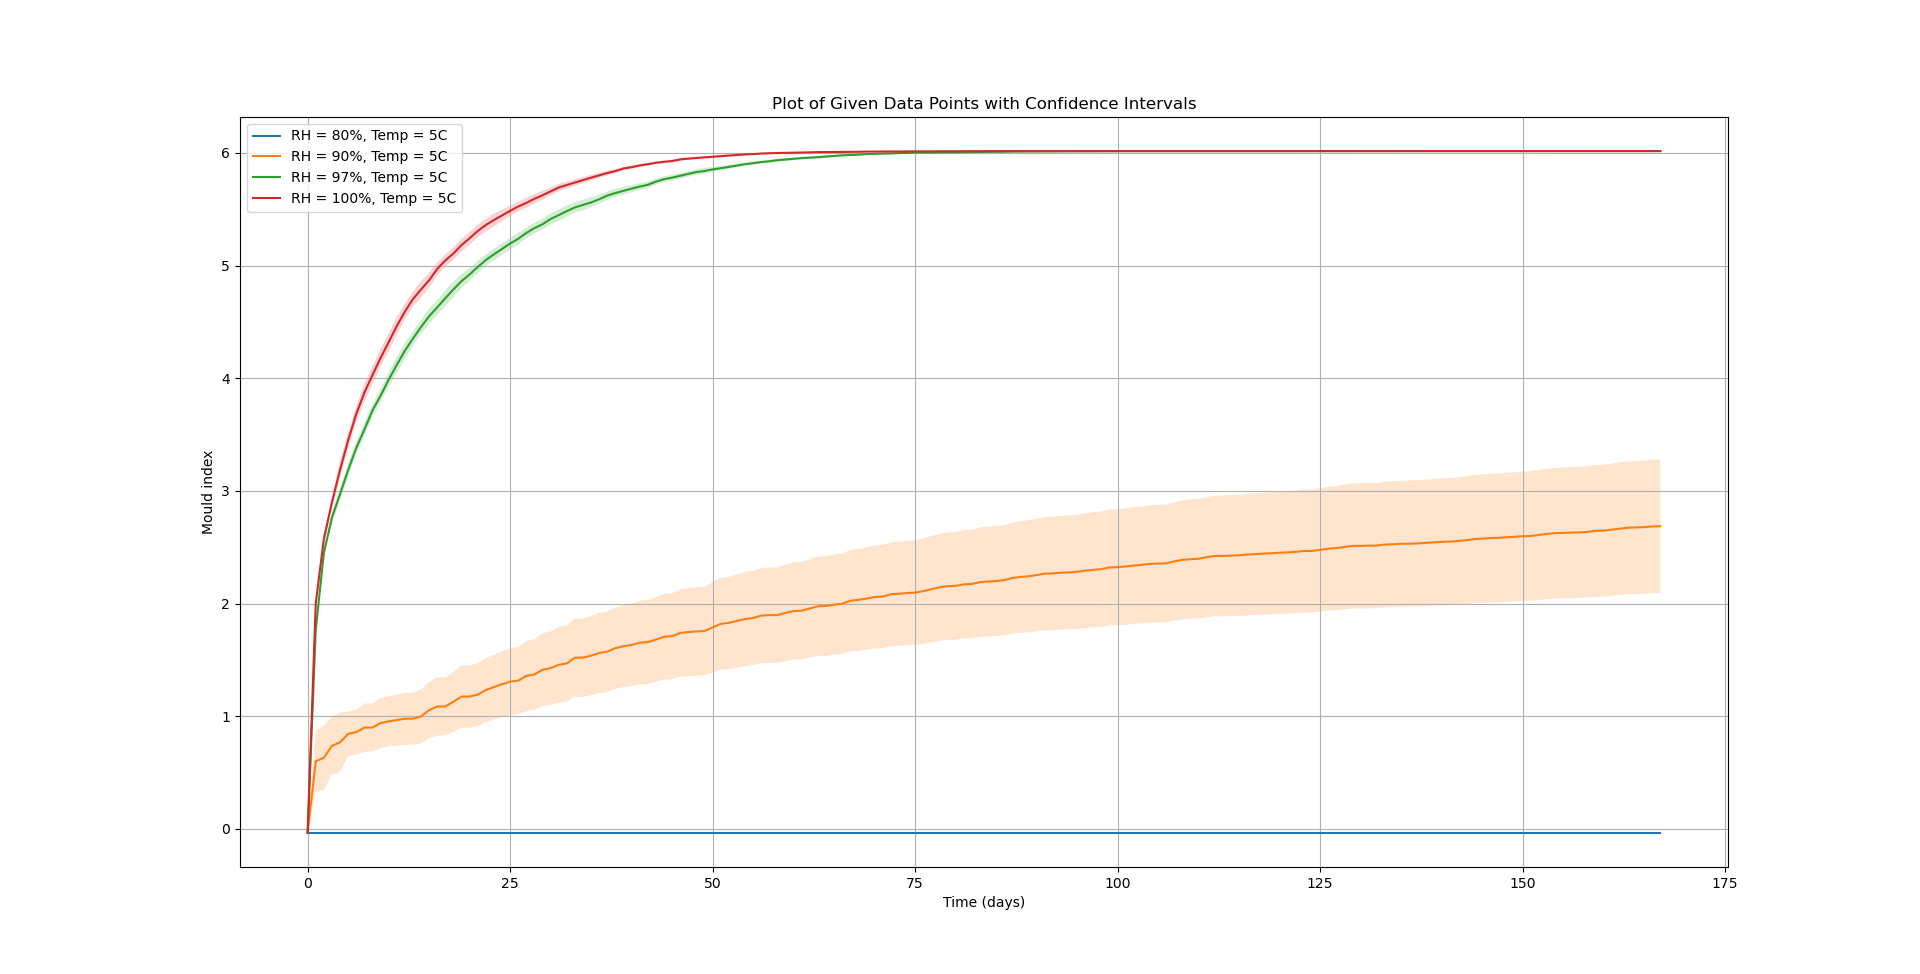 Plot of Given Data Points with Confidence Intervals
RH = 80%, Temp = 5C
RH = 90%, Temp = 5C
RH = 97%, Temp = 5C
RH = 100%, Temp = 5C
6
5
4
3
2
1
0
Mould index
0 25 50 75 100 125 150 175
Time (days)